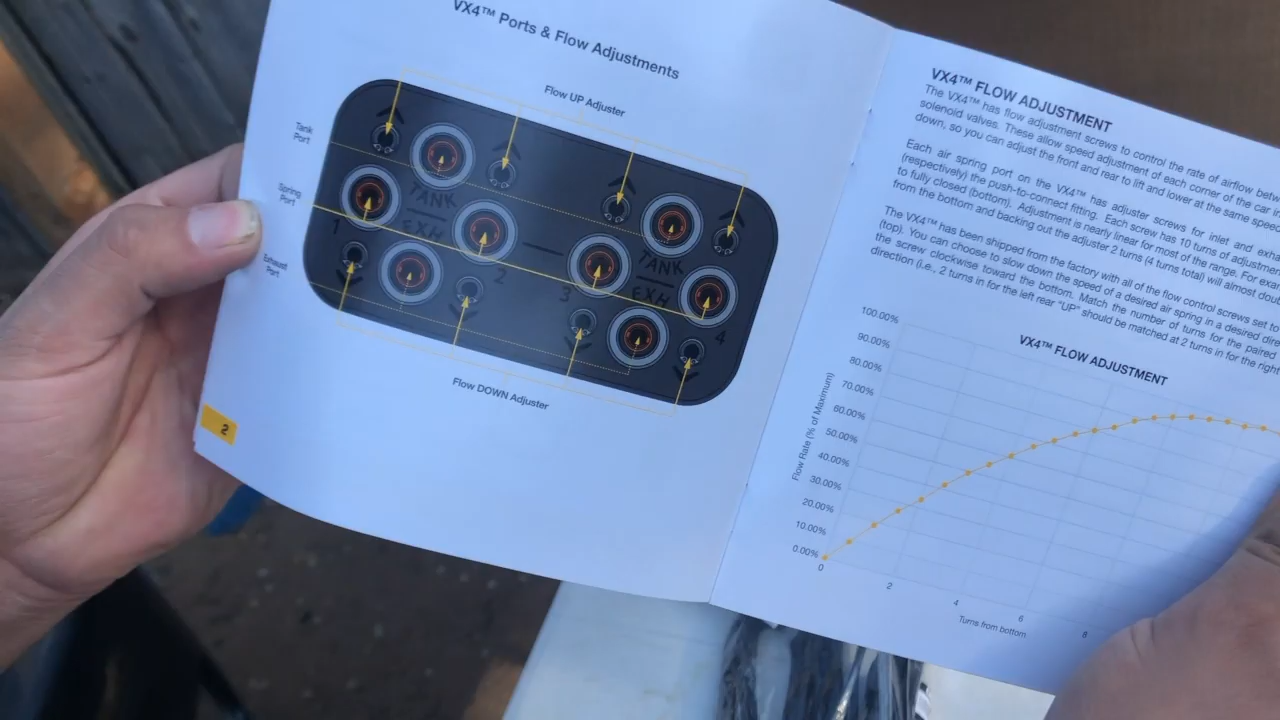 VX4™ Ports & Flow Adjustments
Flow UP Adjuster
Tank
Port
Spring
Port
Exhaust
Port
TANK
EXH
TANK
EXH
1
2
3
4
Flow DOWN Adjuster
2
VX4™ FLOW ADJUSTMENT
The VX4™ has flow adjustment screws to control the rate of airflow betw
solenoid valves. These allow speed adjustment of each corner of the car
down, so you can adjust the front and rear to lift and lower at the same speed
Each air spring port on the VX4™ has adjuster screws for inlet and exha
(respectively) the push-to-connect fitting. Each screw has 10 turns of adjustme
to fully closed (bottom). Adjustment is nearly linear for most of the range. For exam
from the bottom and backing out the adjuster 2 turns (4 turns total) will almost dou
The VX4™ has been shipped from the factory with all of the flow control screws set to
(top). You can choose to slow down the speed of a desired air spring in a desired dire
the screw clockwise toward the bottom. Match the number of turns for the paired
direction (i.e., 2 turns in for the left rear "UP" should be matched at 2 turns in for the right
VX4™ FLOW ADJUSTMENT
Flow Rate (% of Maximum)
100.00%
90.00%
80.00%
70.00%
60.00%
50.00%
40.00%
30.00%
20.00%
10.00%
0.00%
0
2
4
6
8
Turns from bottom